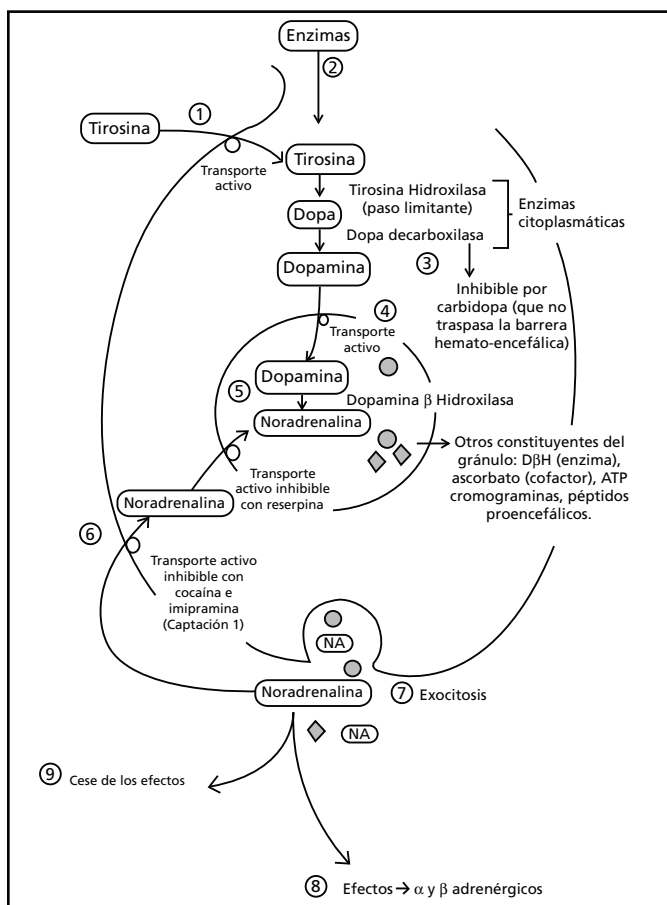 Enzimas
②
①
Tirosina
Transporte
activo
Tirosina
Dopa
Dopamina
Tirosina Hidroxilasa
(paso limitante)
Dopa decarboxilasa
Enzimas
citoplasmáticas
③
Inhibible por
carbidopa (que no
traspasa la barrera
hemato-encefálica)
④
Transporte
activo
⑤
Dopamina
Dopamina β Hidroxilasa
Noradrenalina
Otros constituyentes del
gránulo: DβH (enzima),
ascorbato (cofactor), ATP
cromograminas, péptidos
proencefálicos.
Transporte
activo inhibible
con reserpina
Noradrenalina
⑥
Transporte activo
inhibible con
cocaína e
imipramina
(Captación 1)
NA
Noradrenalina
⑦ Exocitosis
NA
⑨ Cese de los efectos
⑧ Efectos → α y β adrenérgicos